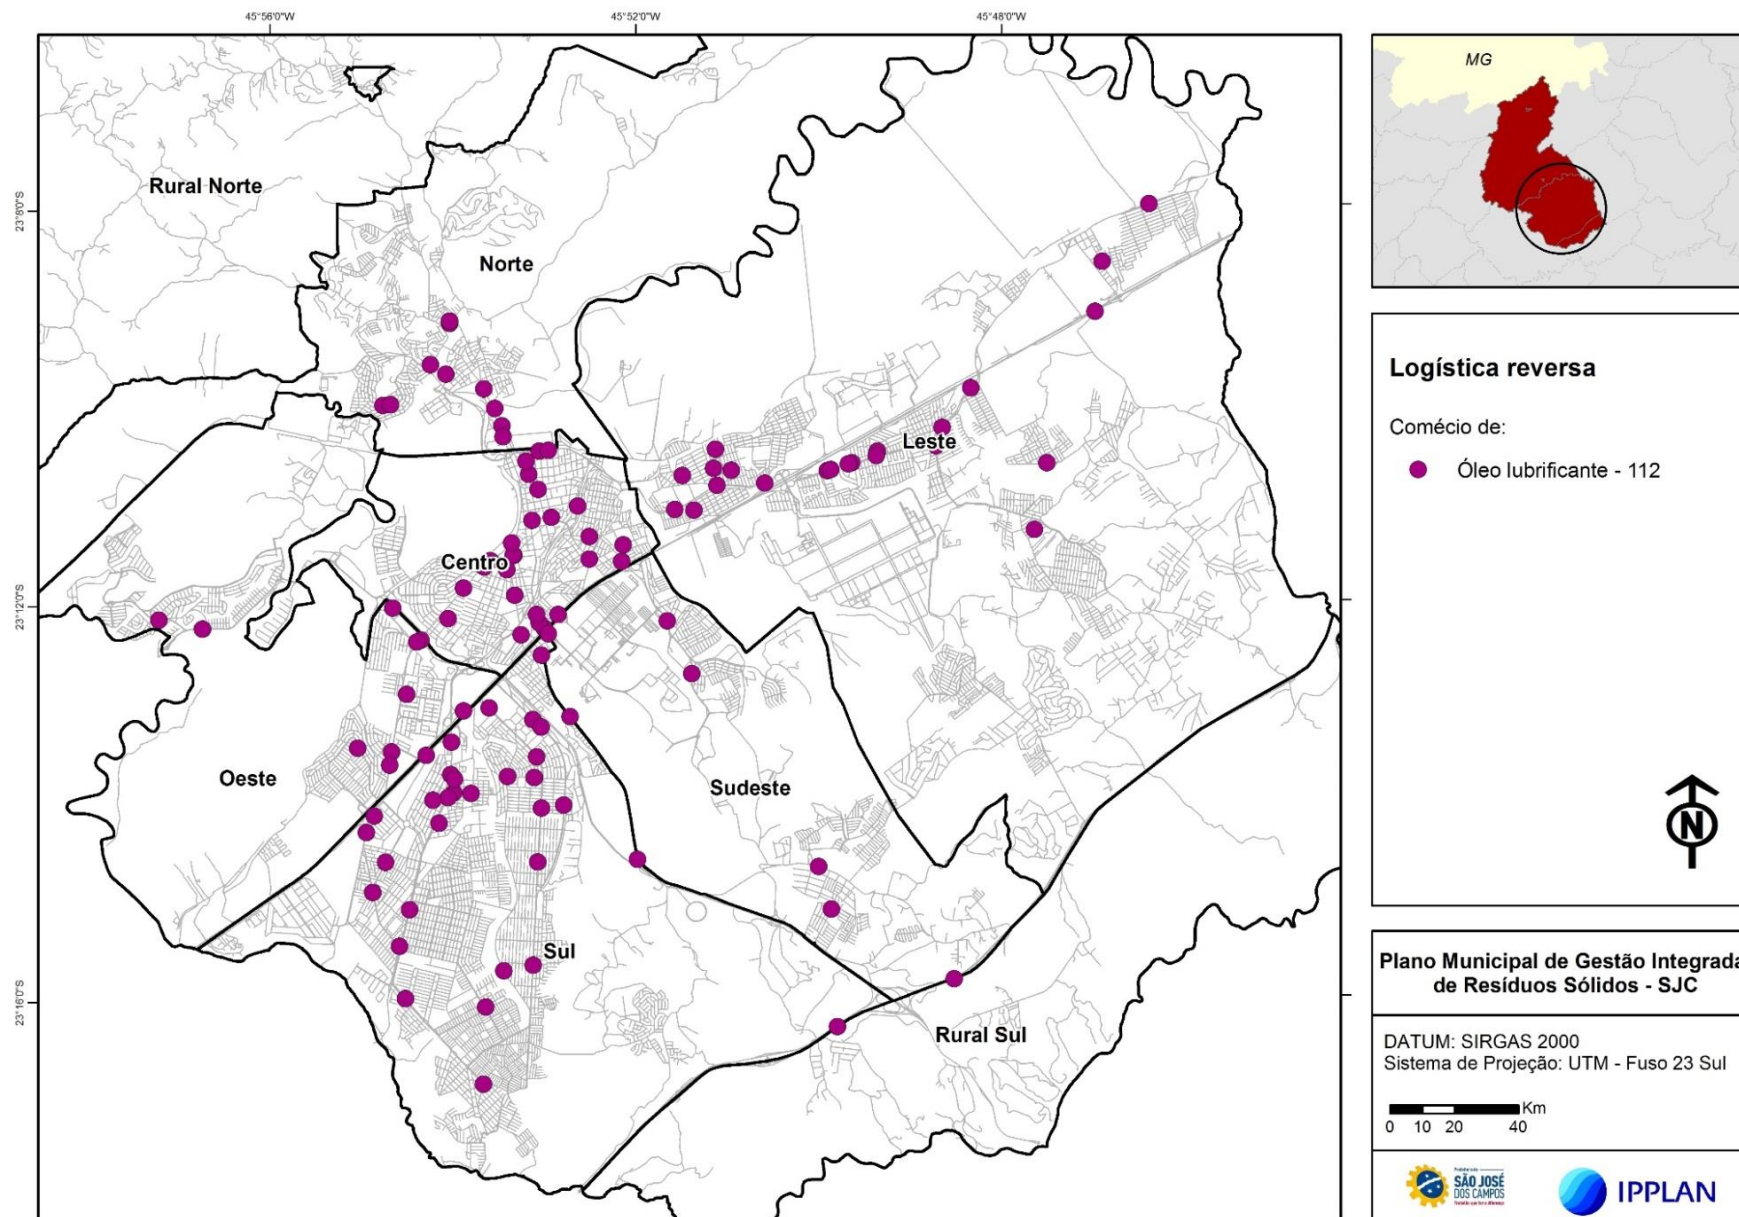 45°56'0"W
45°52'0"W
45°48'0"W
23°8'0"S
23°12'0"S
23°16'0"S
Rural Norte
Norte
Leste
Centro
Oeste
Sudeste
Sul
Rural Sul
MG
Logística reversa
Comécio de:
Óleo lubrificante - 112
N
Plano Municipal de Gestão Integrada
de Resíduos Sólidos - SJC
DATUM: SIRGAS 2000
Sistema de Projeção: UTM - Fuso 23 Sul
Km
0 10 20 40
SÃO JOSÉ
DOS CAMPOS
IPPLAN